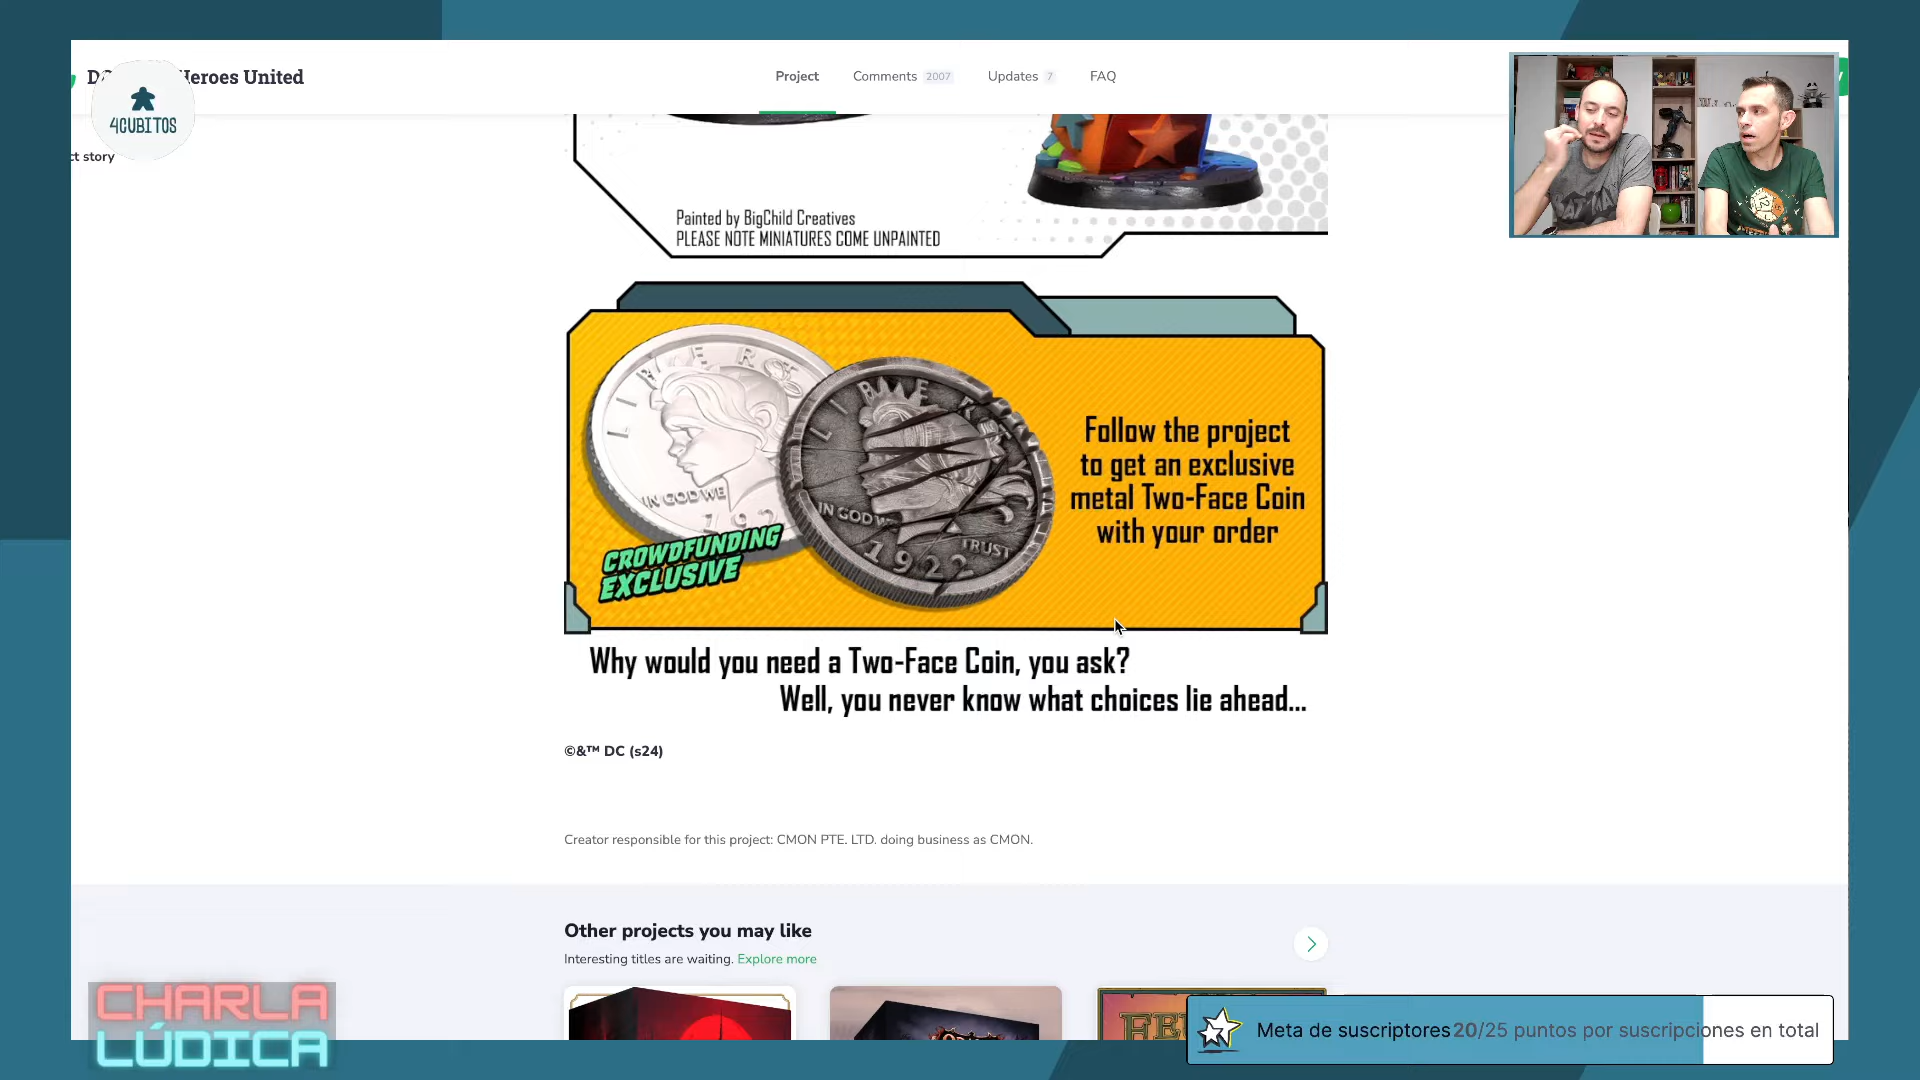 Heroes United
4CUBITOS
Project
Comments 2007
Updates 7
FAQ
ct story
Painted by BigChild Creatives
PLEASE NOTE MINIATURES COME UNPAINTED
IN GOD WE
192
LIBER
IN GOD W
TRUST
1922
CROWDFUNDING
EXCLUSIVE
Follow the project
to get an exclusive
metal Two-Face Coin
with your order
Why would you need a Two-Face Coin, you ask?
Well, you never know what choices lie ahead...
©&™ DC (s24)
Creator responsible for this project: CMON PTE. LTD. doing business as CMON.
Other projects you may like
Interesting titles are waiting. Explore more
CHARLA
LÚDICA
Meta de suscriptores 20/25 puntos por suscripciones en total